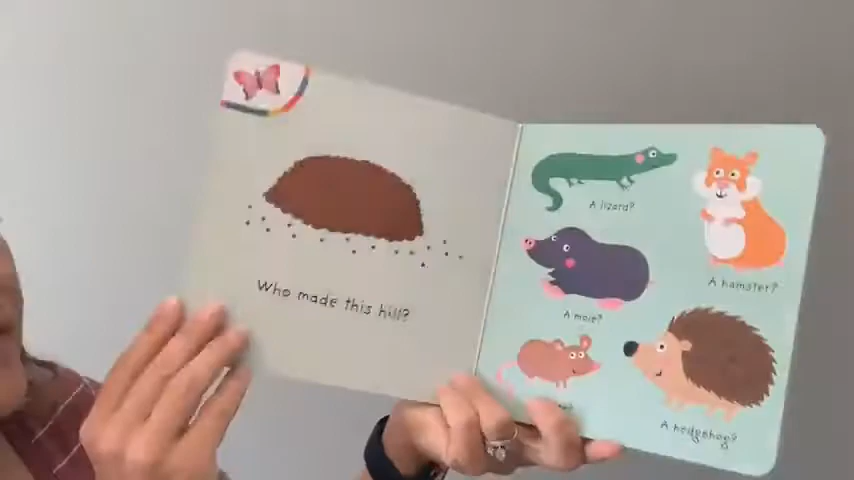 Who made this hill?
A lizard?
A hamster?
A mole?
A hedgehog?